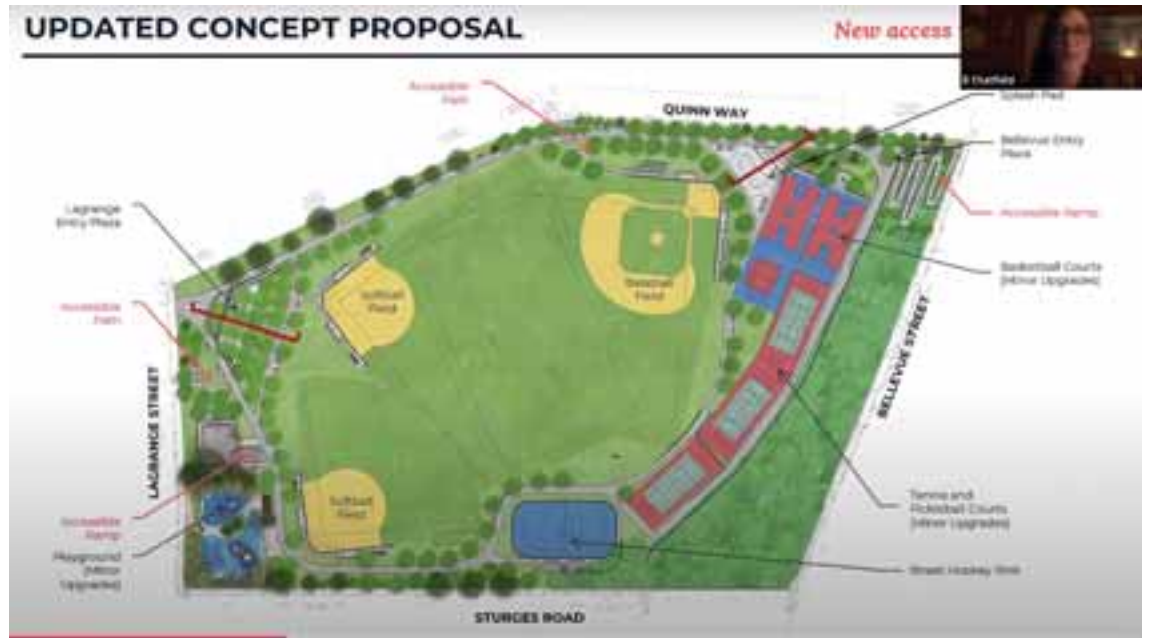 UPDATED CONCEPT PROPOSAL
New access
Accessible
Path
QUINN WAY
Splash Pad
Bellevue Entry
Plaza
Lagrange
Entry Plaza
Accessible Ramp
Softball
Field
Baseball
Field
Basketball Courts
(Minor Upgrades)
Accessible
Path
BELLEVUE STREET
LAGRANGE STREET
Softball
Field
Tennis and
Pickleball Courts
(Minor Upgrades)
Accessible
Ramp
Playground
(Minor
Upgrades)
Street Hockey Rink
STURGES ROAD